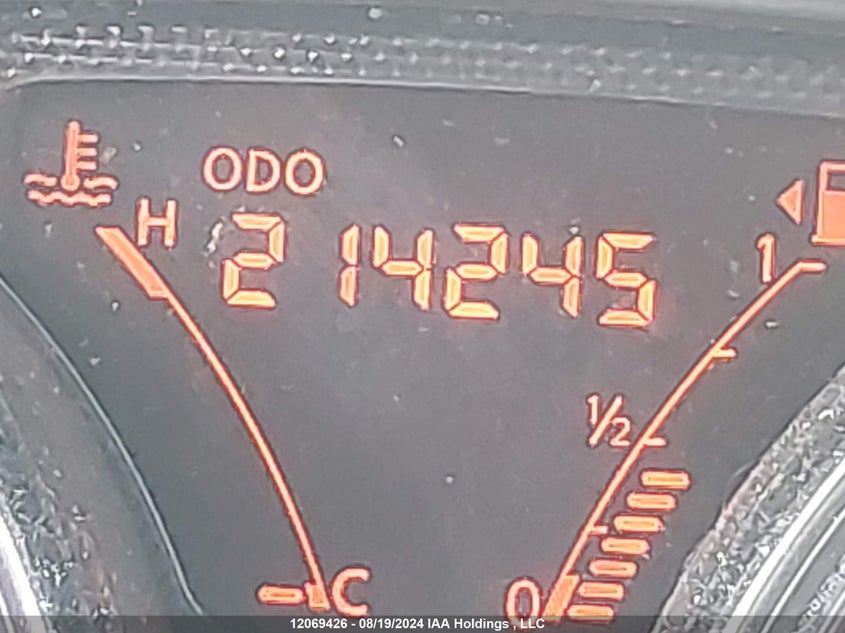 ODO
H 214245
1
1/2
C 0
12069426 - 08/19/2024 IAA Holdings , LLC